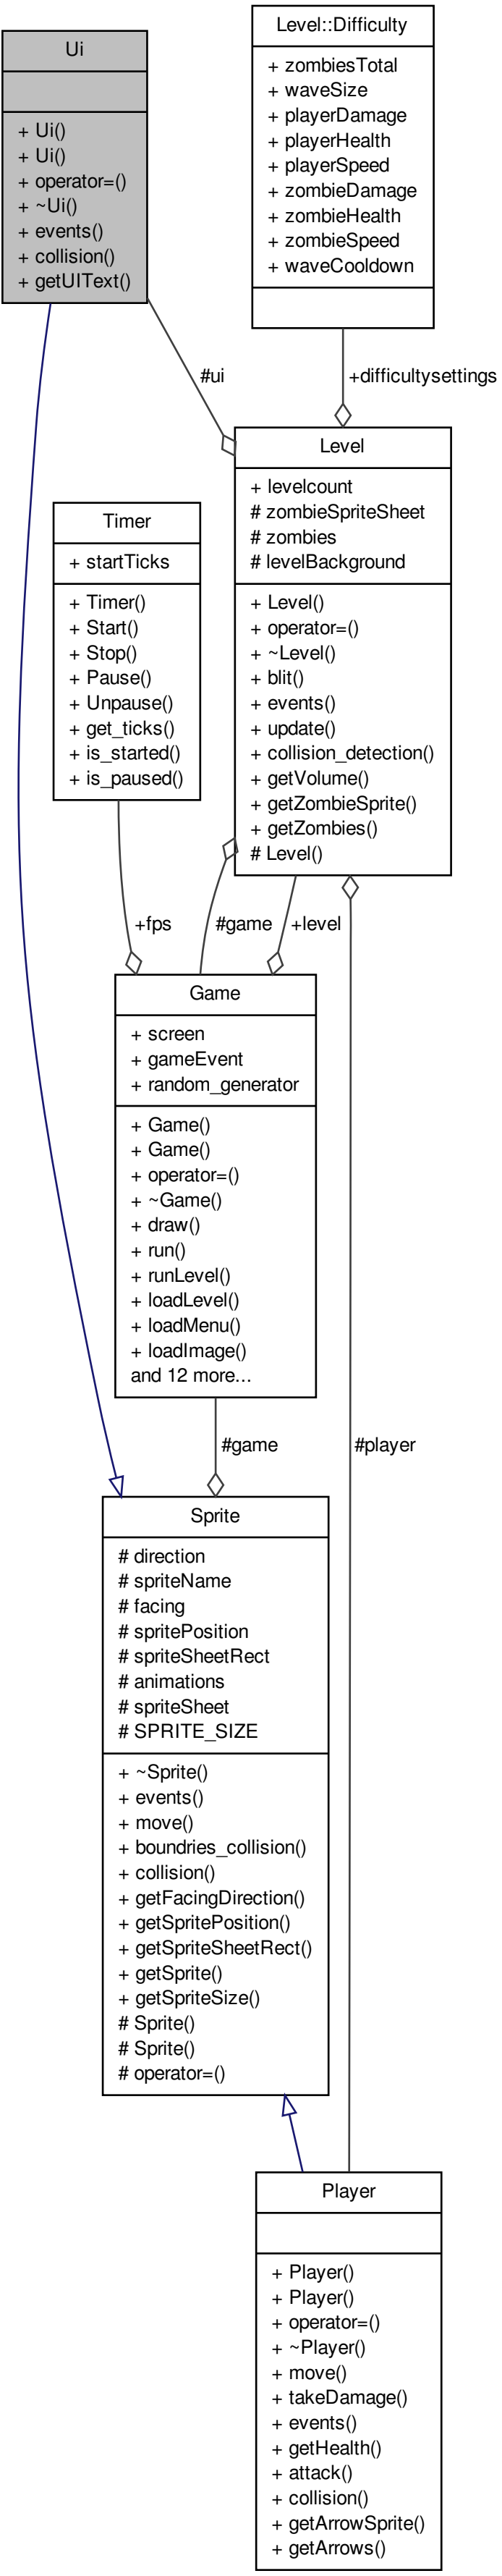 Ui
+ Ui()
+ Ui()
+ operator=()
+ ~Ui()
+ events()
+ collision()
+ getUIText()
Level::Difficulty
+ zombiesTotal
+ waveSize
+ playerDamage
+ playerHealth
+ playerSpeed
+ zombieDamage
+ zombieHealth
+ zombieSpeed
+ waveCooldown
#ui
+difficultysettings
Level
+ levelcount
# zombieSpriteSheet
# zombies
# levelBackground
+ Level()
+ operator=()
+ ~Level()
+ blit()
+ events()
+ update()
+ collision_detection()
+ getVolume()
+ getZombieSprite()
+ getZombies()
# Level()
Timer
+ startTicks
+ Timer()
+ Start()
+ Stop()
+ Pause()
+ Unpause()
+ get_ticks()
+ is_started()
+ is_paused()
+fps
#game
+level
Game
+ screen
+ gameEvent
+ random_generator
+ Game()
+ Game()
+ operator=()
+ ~Game()
+ draw()
+ run()
+ runLevel()
+ loadLevel()
+ loadMenu()
+ loadImage()
and 12 more...
#game
#player
Sprite
# direction
# spriteName
# facing
# spritePosition
# spriteSheetRect
# animations
# spriteSheet
# SPRITE_SIZE
+ ~Sprite()
+ events()
+ move()
+ boundries_collision()
+ collision()
+ getFacingDirection()
+ getSpritePosition()
+ getSpriteSheetRect()
+ getSprite()
+ getSpriteSize()
# Sprite()
# Sprite()
# operator=()
Player
+ Player()
+ Player()
+ operator=()
+ ~Player()
+ move()
+ takeDamage()
+ events()
+ getHealth()
+ attack()
+ collision()
+ getArrowSprite()
+ getArrows()